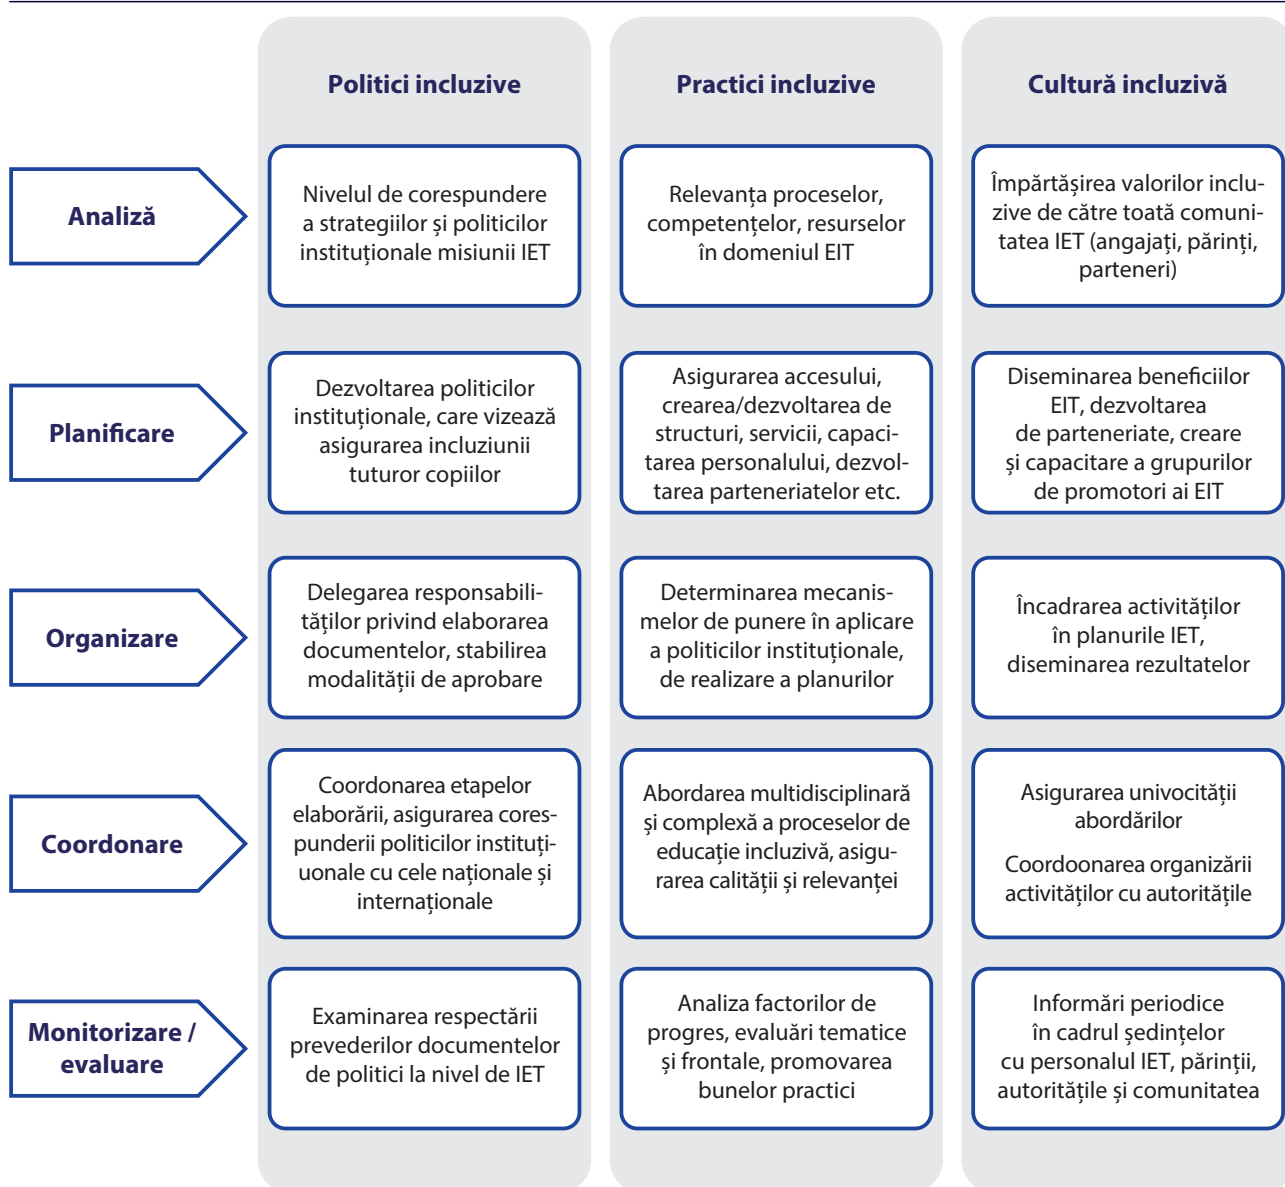 Politici incluzive
Practici incluzive
Cultură incluzivă
Analiză
Nivelul de corespundere
a strategiilor și politicilor
instituționale misiunii IET
Relevanța proceselor,
competențelor, resurselor
în domeniul EIT
Împărtășirea valorilor inclu-
zive de către toată comuni-
tatea IET (angajați, părinți,
parteneri)
Planificare
Dezvoltarea politicilor
instituționale, care vizează
asigurarea incluziunii
tuturor copiilor
Asigurarea accesului,
crearea/dezvoltarea de
structuri, servicii, capaci-
tarea personalului, dezvol-
tarea parteneriatelor etc.
Diseminarea beneficiilor
EIT, dezvoltarea
de parteneriate, creare
și capacitare a grupurilor
de promotori ai EIT
Organizare
Delegarea responsabili-
tăților privind elaborarea
documentelor, stabilirea
modalității de aprobare
Determinarea mecanis-
melor de punere în aplicare
a politicilor instituționale,
de realizare a planurilor
Încadrarea activităților
în planurile IET,
diseminarea rezultatelor
Coordonare
Coordonarea etapelor
elaborării, asigurarea cores-
punderii politicilor instituți-
uonale cu cele naționale și
internaționale
Abordarea multidisciplinară
și complexă a proceselor de
educație incluzivă, asigu-
rarea calității și relevanței
Asigurarea univocității
abordărilor
Coordoonarea organizării
activităților cu autoritățile
Monitorizare /
evaluare
Examinarea respectării
prevederilor documentelor
de politici la nivel de IET
Analiza factorilor de
progres, evaluări tematice
și frontale, promovarea
bunelor practici
Informări periodice
în cadrul ședințelor
cu personalul IET, părinții,
autoritățile și comunitatea